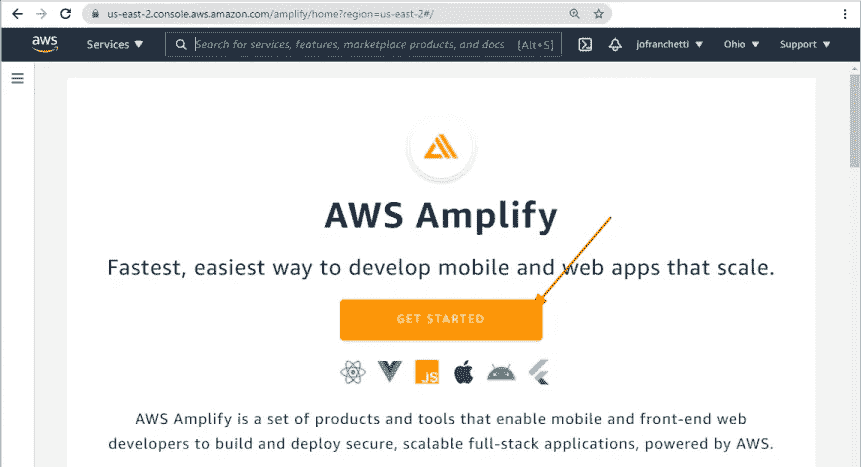 us-east-2.console.aws.amazon.com/amplify/home?region=us-east-2#/
aws Services Search for services, features, marketplace products, and docs [Alt+S] jofranchetti Ohio Support
AWS Amplify
Fastest, easiest way to develop mobile and web apps that scale.
GET STARTED
JS
AWS Amplify is a set of products and tools that enable mobile and front-end web
developers to build and deploy secure, scalable full-stack applications, powered by AWS.